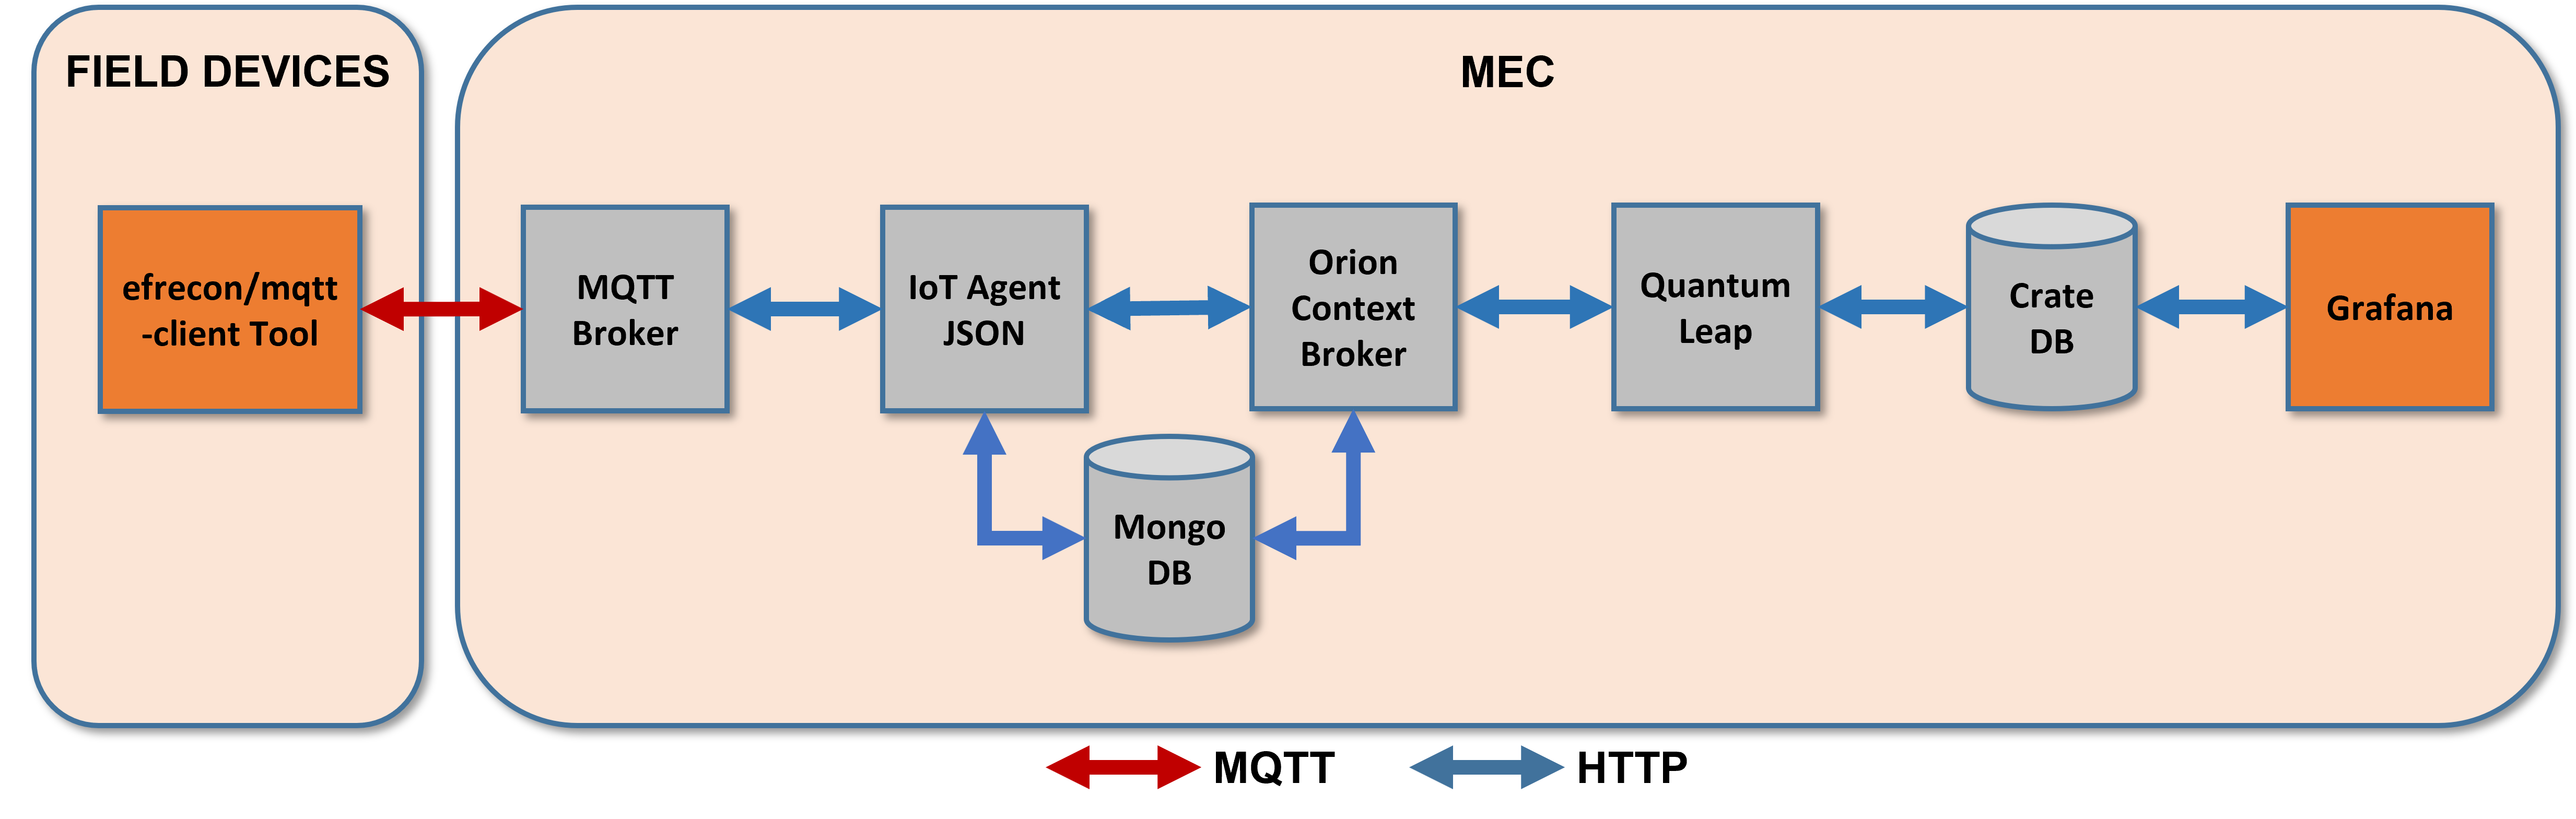 FIELD DEVICES
MEC
efrecon/mqtt
-client Tool
MQTT
Broker
IoT Agent
JSON
Orion
Context
Broker
Quantum
Leap
Crate
DB
Grafana
Mongo
DB
MQTT
HTTP